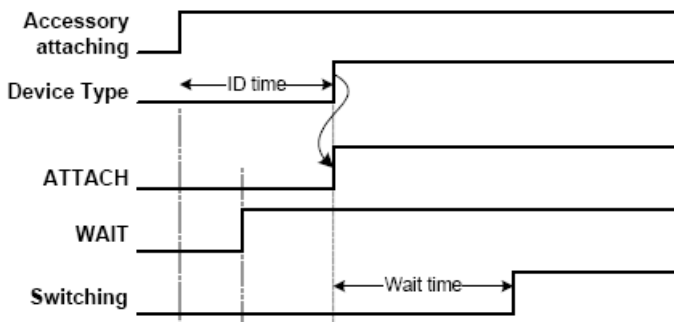 Accessory
attaching
ID time
Device Type
ATTACH
WAIT
Wait time
Switching